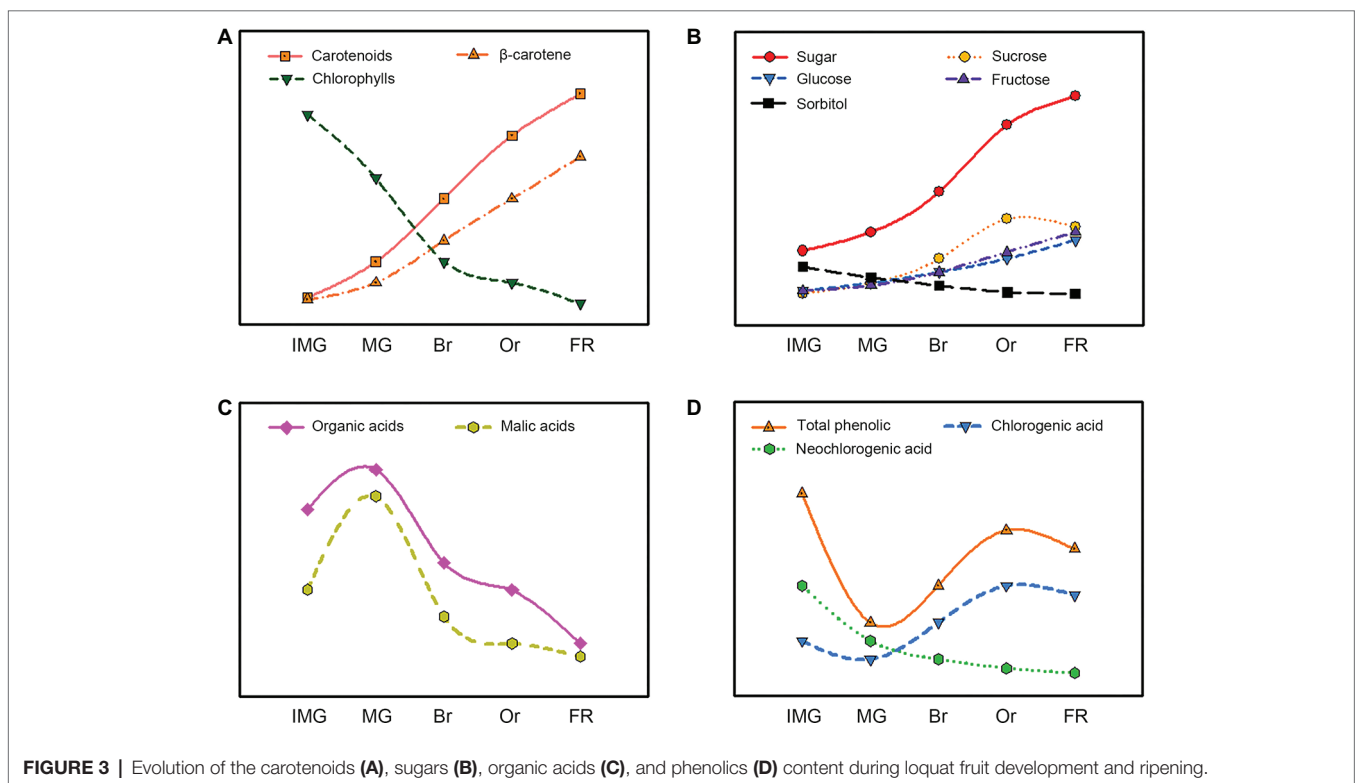 A
Carotenoids
β-carotene
Chlorophylls
IMG MG Br Or FR
B
Sugar
Sucrose
Glucose
Fructose
Sorbitol
IMG MG Br Or FR
C
Organic acids
Malic acids
IMG MG Br Or FR
D
Total phenolic
Chlorogenic acid
Neochlorogenic acid
IMG MG Br Or FR
FIGURE 3 | Evolution of the carotenoids (A), sugars (B), organic acids (C), and phenolics (D) content during loquat fruit development and ripening.